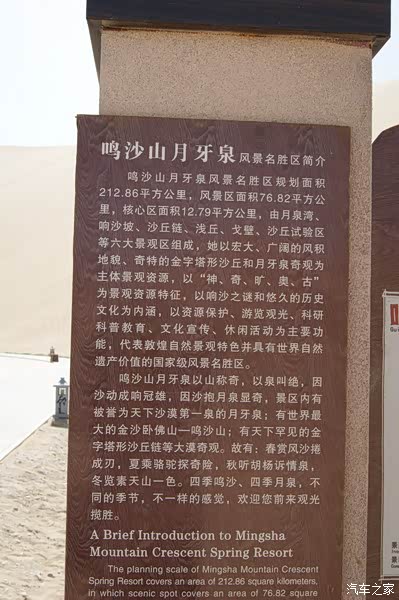 鸣沙山月牙泉风景名胜区简介
鸣沙山月牙泉风景名胜区规划面积
212.86平方公里，风景区面积76.82平方公
里，核心区面积12.79平方公里，由月泉湾、
响沙坡、沙丘链、浅丘、戈壁、沙丘试验区
等六大景观区组成，她以宏大、广阔的风积
地貌、奇特的金字塔形沙丘和月牙泉奇观为
主体景观资源，以“神、奇、旷、奥、古”
为景观资源特征，以响沙之谜和悠久的历史
文化为内涵，以资源保护、游览观光、科研
科普教育、文化宣传、休闲活动为主要功
能，代表敦煌自然景观特色并具有世界自然
遗产价值的国家级风景名胜区。
鸣沙山月牙泉以山称奇，以泉叫绝，因
沙动成响冠雄，因沙抱月泉显奇，景区内有
被誉为天下沙漠第一泉的月牙泉；有世界最
大的金沙卧佛山—鸣沙山；有天下罕见的金
字塔形沙丘链等大漠奇观。故有：春赏风沙捲
成刃，夏乘骆驼探奇险，秋听胡杨诉情泉，
冬览素天山一色。四季鸣沙、四季月泉，不
同的季节，不一样的感觉，欢迎您前来观光
揽胜。
A Brief Introduction to Mingsha
Mountain Crescent Spring Resort
The planning scale of Mingsha Mountain Crescent
Spring Resort covers an area of 212.86 square kilometers,
in which scenic spot covers an area of 76.82 square
汽车之家